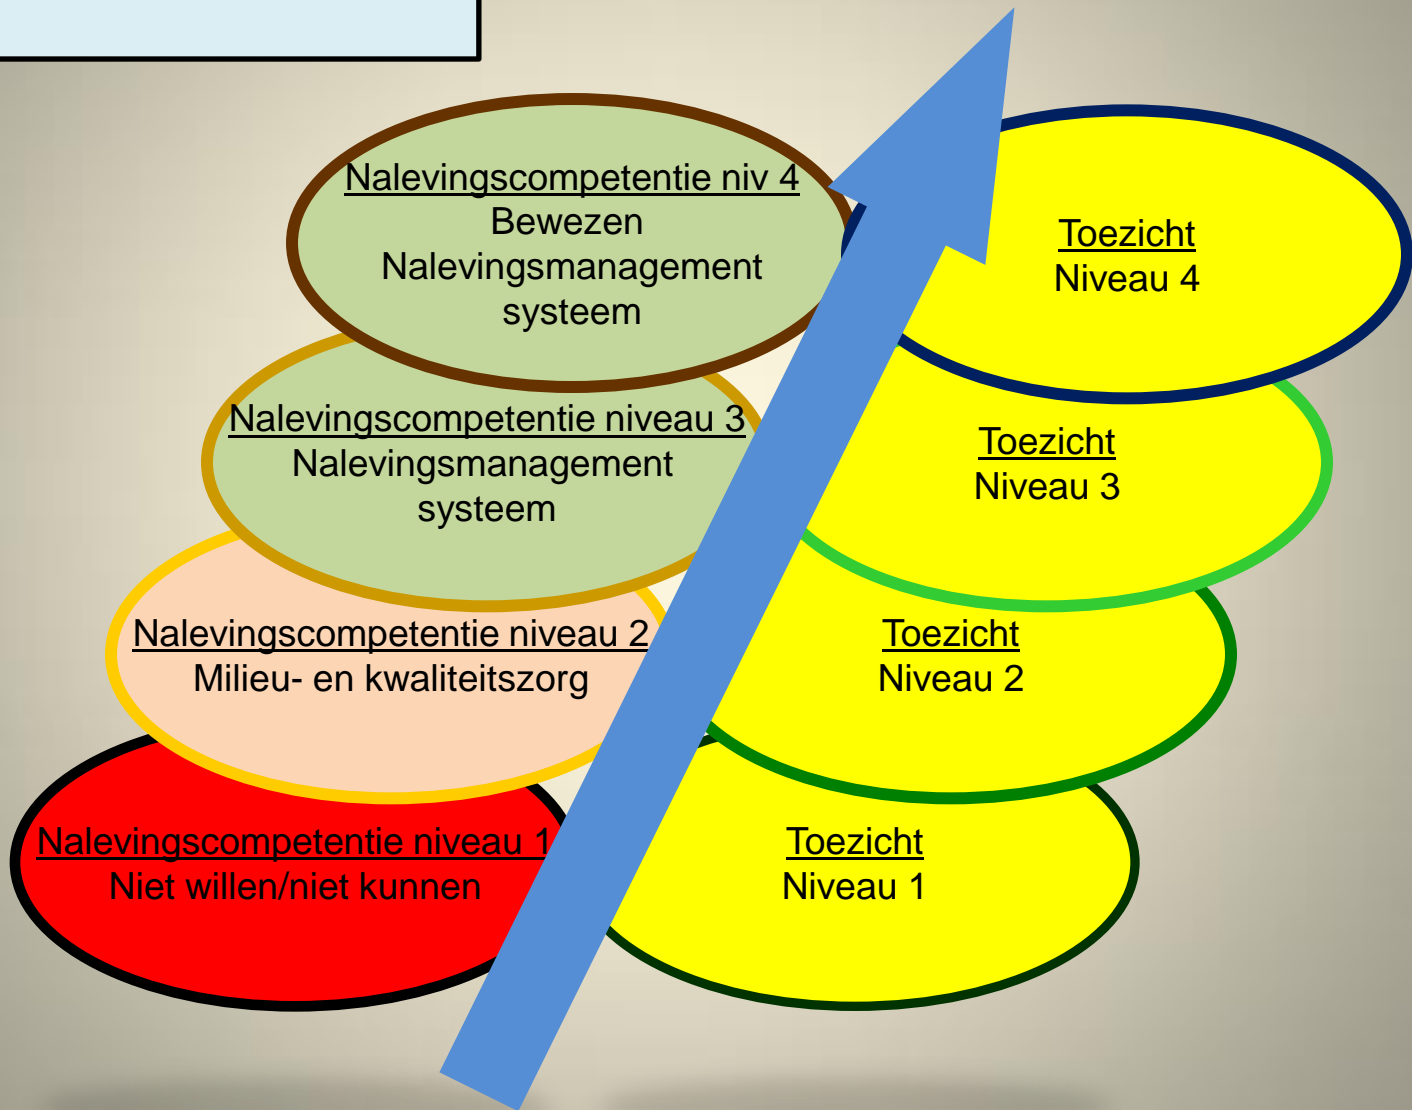 Nalevingscompetentie niv 4
Bewezen
Nalevingsmanagement
systeem
Toezicht
Niveau 4
Nalevingscompetentie niveau 3
Nalevingsmanagement
systeem
Toezicht
Niveau 3
Nalevingscompetentie niveau 2
Milieu- en kwaliteitszorg
Toezicht
Niveau 2
Nalevingscompetentie niveau 1
Niet willen/niet kunnen
Toezicht
Niveau 1